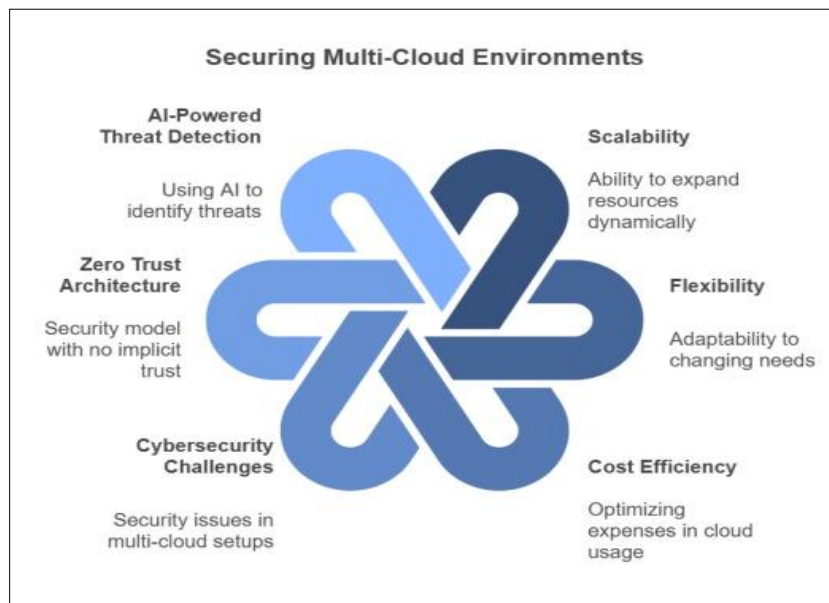 Securing Multi-Cloud Environments
AI-Powered
Threat Detection
Using AI to
identify threats
Zero Trust
Architecture
Security model
with no implicit
trust
Cybersecurity
Challenges
Security issues in
multi-cloud setups
Scalability
Ability to expand
resources
dynamically
Flexibility
Adaptability to
changing needs
Cost Efficiency
Optimizing
expenses in cloud
usage